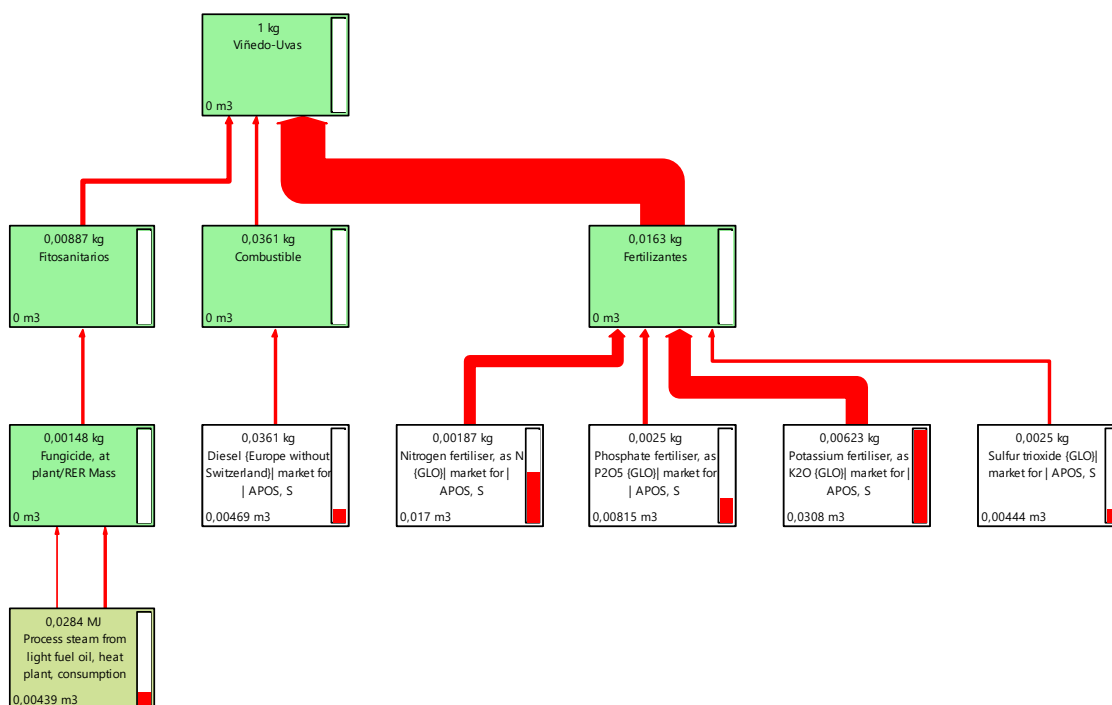 1 kg
Viñedo-Uvas
0 m3
0,00887 kg
Fitosanitarios
0 m3
0,0361 kg
Combustible
0 m3
0,0163 kg
Fertilizantes
0 m3
0,00148 kg
Fungicide, at
plant/RER Mass
0 m3
0,0361 kg
Diesel {Europe without
Switzerland}| market for
| APOS, S
0,00469 m3
0,00187 kg
Nitrogen fertiliser, as N
{GLO}| market for |
APOS, S
0,017 m3
0,0025 kg
Phosphate fertiliser, as
P2O5 {GLO}| market for
| APOS, S
0,00815 m3
0,00623 kg
Potassium fertiliser, as
K2O {GLO}| market for |
APOS, S
0,0308 m3
0,0025 kg
Sulfur trioxide {GLO}|
market for | APOS, S
0,00444 m3
0,0284 MJ
Process steam from
light fuel oil, heat
plant, consumption
0,00439 m3